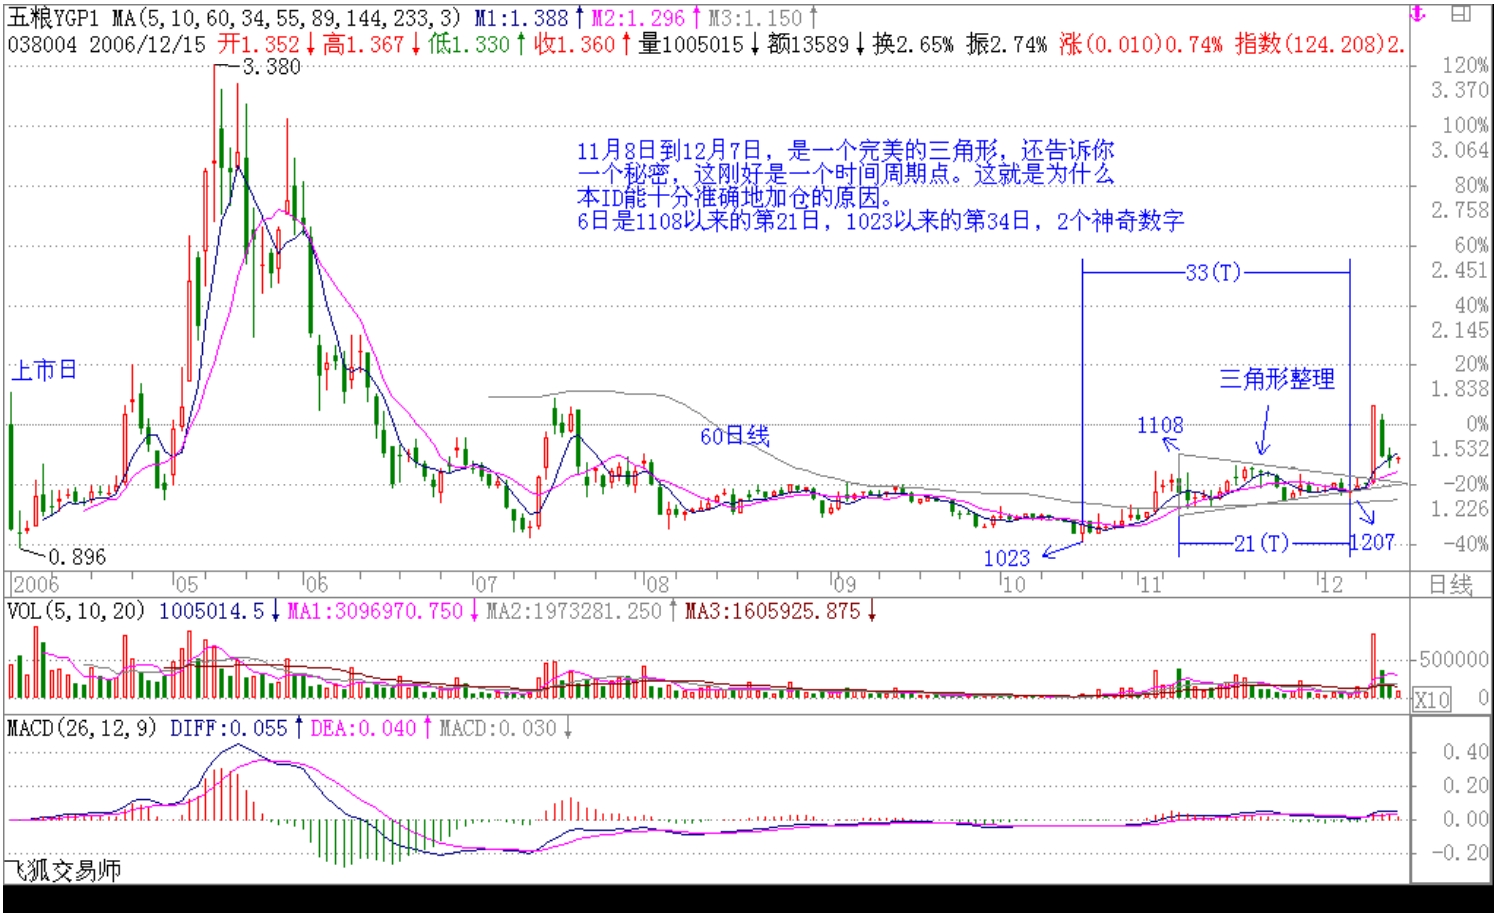 五粮YGP1 MA(5,10,60,34,55,89,144,233,3) M1:1.388↑ M2:1.296↑ M3:1.150↑
038004 2006/12/15 开1.352↓高1.367↓低1.330↑收1.360↑量1005015↓额13589↓换2.65% 振2.74% 涨(0.010)0.74% 指数(124.208)2.
3.380
120%
3.370
100%
3.064
80%
2.758
60%
2.451
40%
2.145
20%
1.838
0%
1.532
-20%
1.226
-40%
11月8日到12月7日，是一个完美的三角形，还告诉你
一个秘密，这刚好是一个时间周期点。这就是为什么
本ID能十分准确地加仓的原因。
6日是1108以来的第21日，1023以来的第34日，2个神奇数字
33(T)
上市日
三角形整理
1108
60日线
21(T)
1207
1023
0.896
2006 05 06 07 08 09 10 11 12 日线
VOL(5,10,20) 1005014.5↓ MA1:3096970.750↓ MA2:1973281.250↑ MA3:1605925.875↓
500000
0
X10
MACD(26,12,9) DIFF:0.055↑ DEA:0.040↑ MACD:0.030↓
0.40
0.20
0.00
-0.20
飞狐交易师